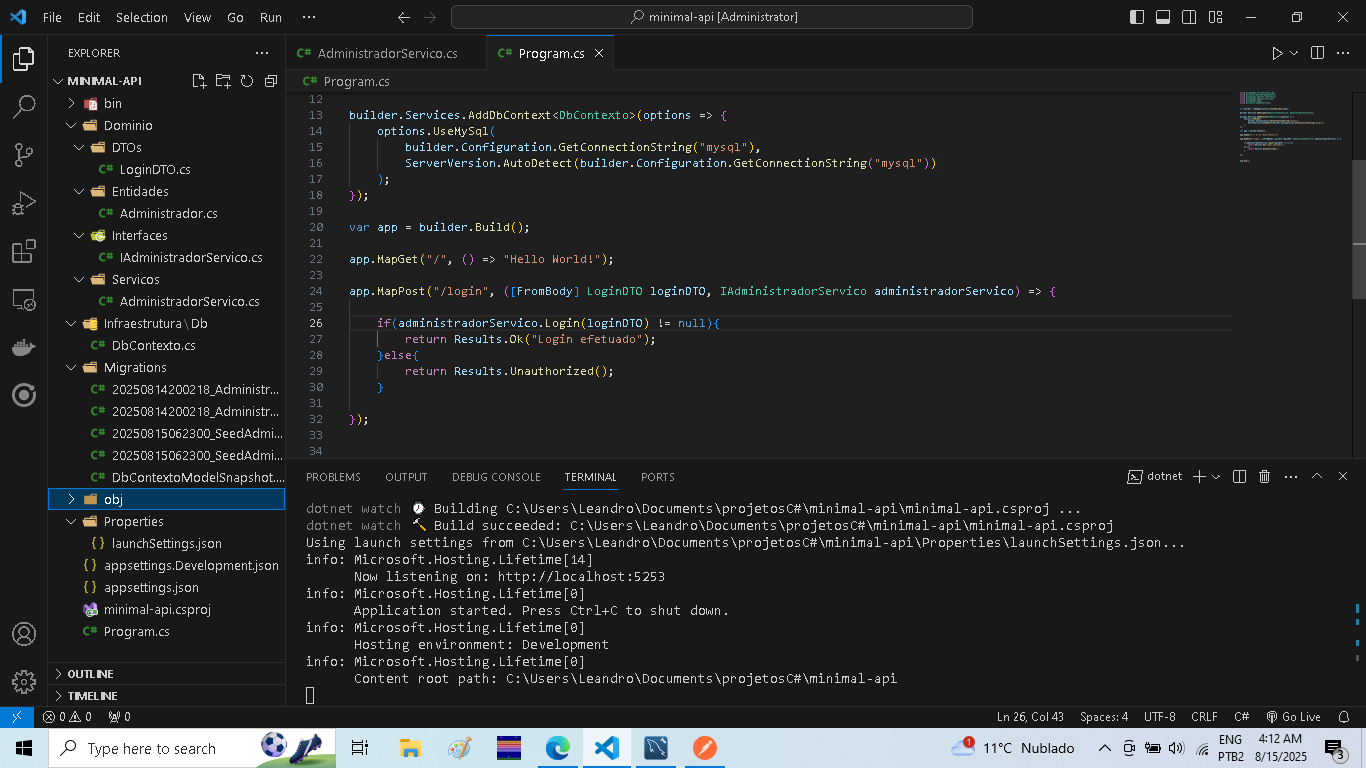 File Edit Selection View Go Run ···
minimal-api [Administrator]
EXPLORER
MINIMAL-API
bin
Dominio
DTOs
LoginDTO.cs
Entidades
Administrador.cs
Interfaces
IAdministradorServico.cs
Servicos
AdministradorServico.cs
Infraestrutura\Db
DbContexto.cs
Migrations
20250814200218_Administr...
20250814200218_Administr...
20250815062300_SeedAdmi...
20250815062300_SeedAdmi...
DbContextoModelSnapshot....
obj
Properties
launchSettings.json
appsettings.Development.json
appsettings.json
minimal-api.csproj
Program.cs
OUTLINE
TIMELINE
AdministradorServico.cs Program.cs
Program.cs
12
13 builder.Services.AddDbContext<DbContexto>(options => {
14 options.UseMySql(
15 builder.Configuration.GetConnectionString("mysql"),
16 ServerVersion.AutoDetect(builder.Configuration.GetConnectionString("mysql"))
17 );
18 });
19
20 var app = builder.Build();
21
22 app.MapGet("/", () => "Hello World!");
23
24 app.MapPost("/login", ([FromBody] LoginDTO loginDTO, IAdministradorServico administradorServico) => {
25
26 if(administradorServico.Login(loginDTO) != null){
27 return Results.Ok("Login efetuado");
28 }else{
29 return Results.Unauthorized();
30 }
31
32 });
33
34
PROBLEMS OUTPUT DEBUG CONSOLE TERMINAL PORTS
dotnet
dotnet watch ⌚ Building C:\Users\Leandro\Documents\projetosC#\minimal-api\minimal-api.csproj ...
dotnet watch 🔨 Build succeeded: C:\Users\Leandro\Documents\projetosC#\minimal-api\minimal-api.csproj
Using launch settings from C:\Users\Leandro\Documents\projetosC#\minimal-api\Properties\launchSettings.json...
info: Microsoft.Hosting.Lifetime[14]
Now listening on: http://localhost:5253
info: Microsoft.Hosting.Lifetime[0]
Application started. Press Ctrl+C to shut down.
info: Microsoft.Hosting.Lifetime[0]
Hosting environment: Development
info: Microsoft.Hosting.Lifetime[0]
Content root path: C:\Users\Leandro\Documents\projetosC#\minimal-api
0 0 0
Ln 26, Col 43 Spaces: 4 UTF-8 CRLF C# Go Live
Type here to search
1
11°C Nublado
ENG
PTB2
4:12 AM
8/15/2025
3